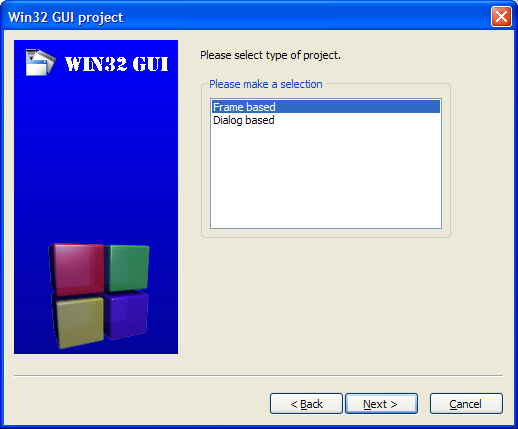 Win32 GUI project
WIN32 GUI
Please select type of project.
Please make a selection
Frame based
Dialog based
< Back
Next >
Cancel